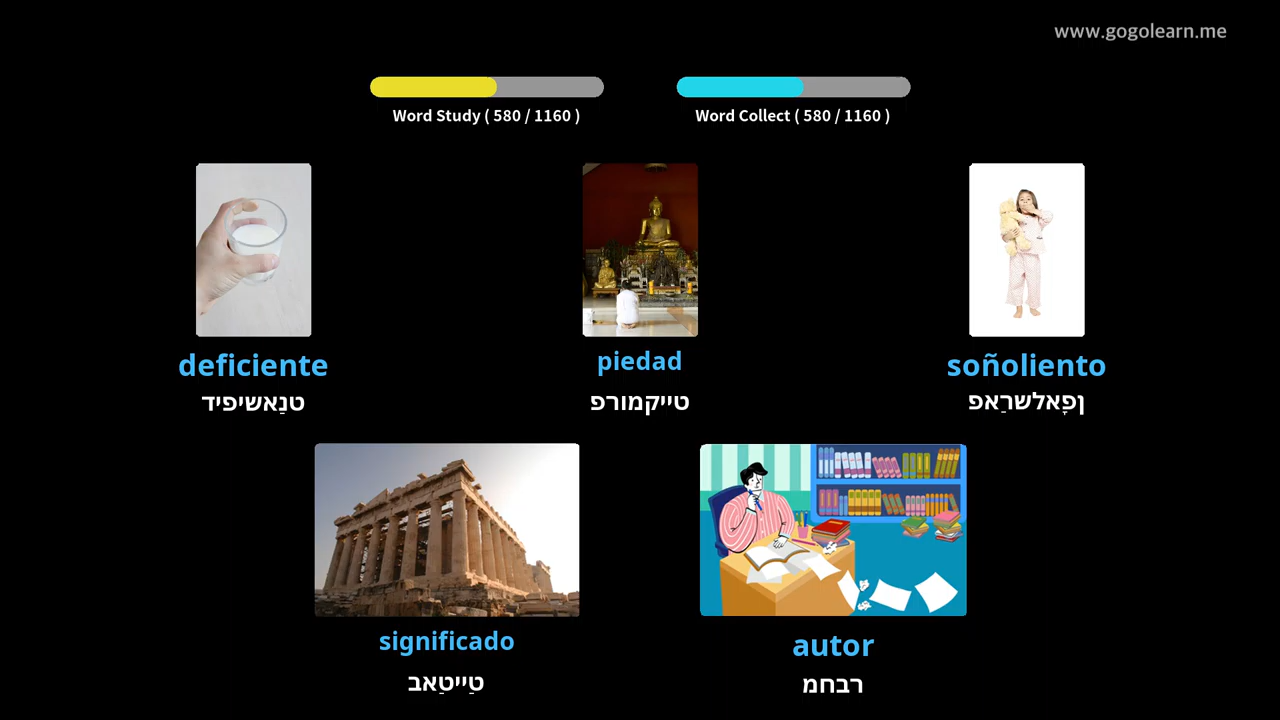 www.gogolearn.me
Word Study ( 580 / 1160 )
Word Collect ( 580 / 1160 )
deficiente
טנַאשיפיד
piedad
טייקמורפ
soñoliento
ןפָאלשרַאפ
significado
טַייטַאב
autor
רבחמ